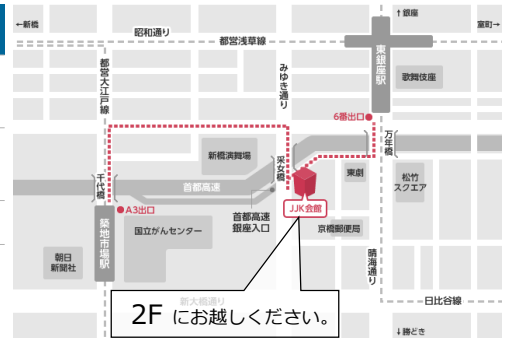 ←新橋
昭和通り
都営浅草線
↑銀座
室町→
東銀座駅
都営大江戸線
みゆき通り
歌舞伎座
6番出口
万年橋
新橋演舞場
采女橋
東劇
松竹
スクエア
千代橋
首都高速
JJK会館
A3出口
首都高速
銀座入口
築地市場駅
国立がんセンター
京橋郵便局
朝日
新聞社
晴海通り
新大橋通り
日比谷線
2F にお越しください。
↓勝どき